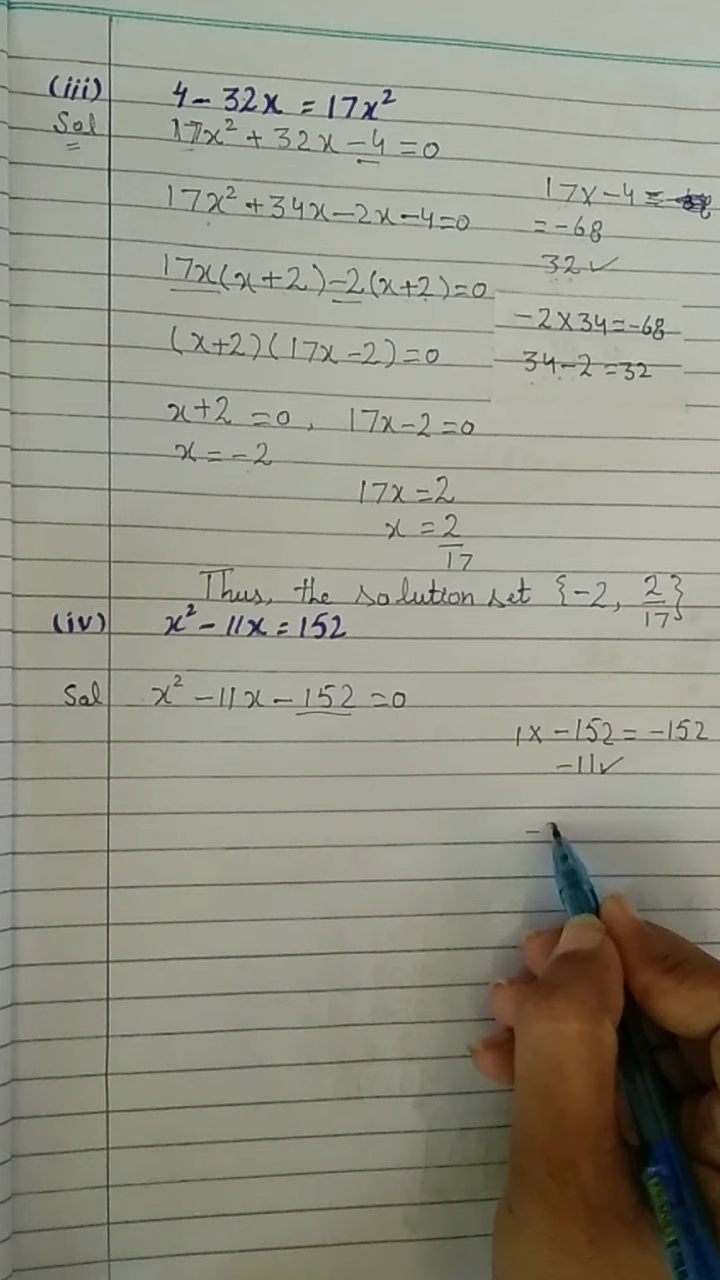 (iii) 4 - 32x = 17x²
Sol 17x² + 32x - 4 = 0
17x - 4 =
17x² + 34x - 2x - 4 = 0
= -68
32 ✓
17x(x+2) - 2(x+2) = 0
-2 x 34 = -68
(x+2)(17x - 2) = 0
34 - 2 = 32
x + 2 = 0 , 17x - 2 = 0
x = -2
17x = 2
x = 2/17
Thus, the solution set {-2, 2/17}
(iv) x² - 11x = 152
Sol x² - 11x - 152 = 0
1x - 152 = -152
-11 ✓
-